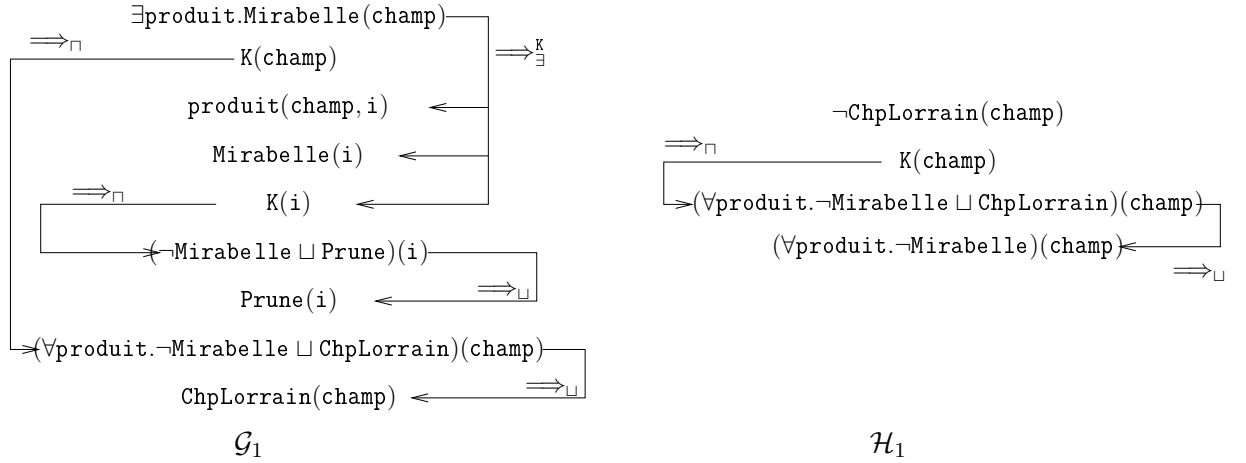 ∃produit.Mirabelle(champ)
⟹⊓
K(champ)
⟹∃K
produit(champ, i)
Mirabelle(i)
⟹⊓
K(i)
(¬Mirabelle ⊔ Prune)(i)
Prune(i)
⟹⊔
(∀produit.¬Mirabelle ⊔ ChpLorrain)(champ)
ChpLorrain(champ)
⟹⊔
𝒢₁
¬ChpLorrain(champ)
⟹⊓
K(champ)
(∀produit.¬Mirabelle ⊔ ChpLorrain)(champ)
(∀produit.¬Mirabelle)(champ)
⟹⊔
ℋ₁